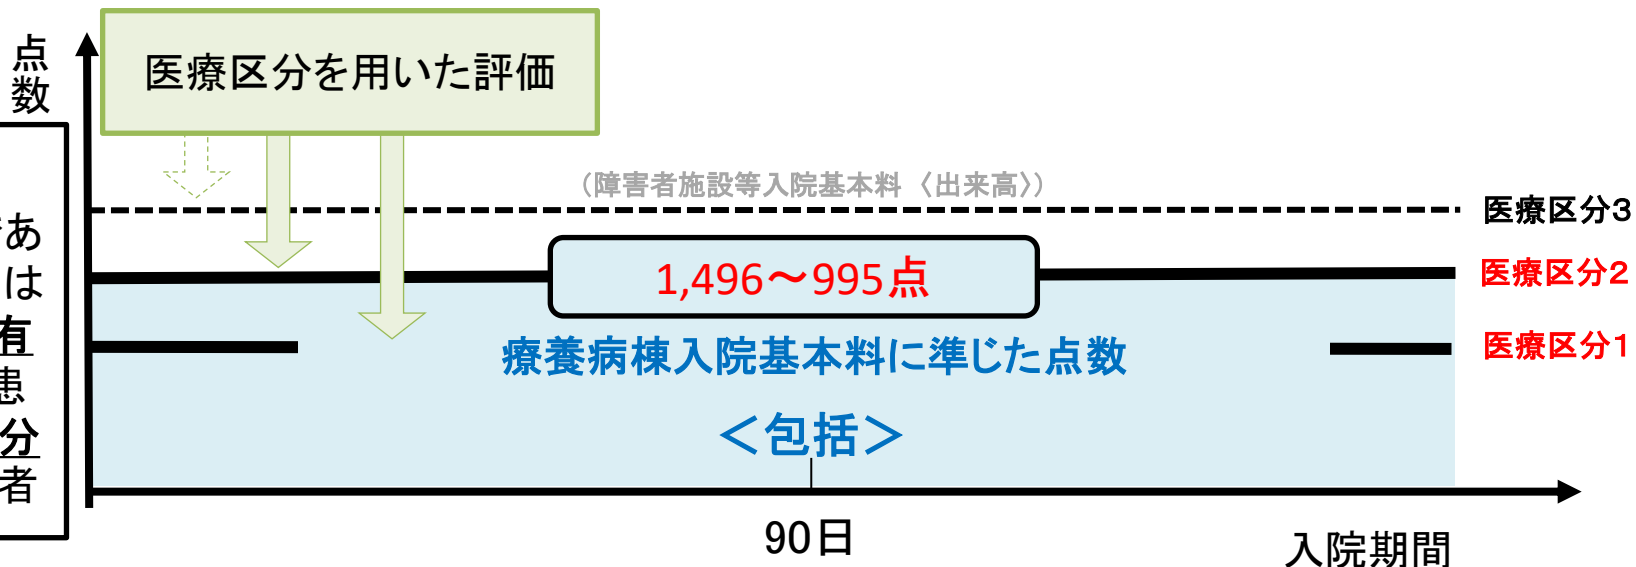 点数
医療区分を用いた評価
（障害者施設等入院基本料〈出来高〉）
医療区分３
1,496～995点
医療区分２
療養病棟入院基本料に準じた点数
医療区分１
＜包括＞
あ
は
有
患
分
者
90日
入院期間